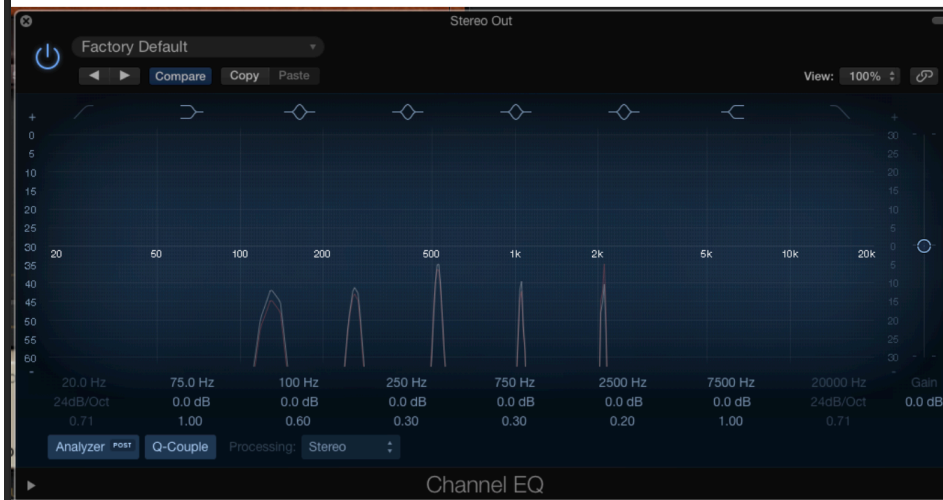 Stereo Out
Factory Default
Compare Copy Paste View: 100%
+ +
0 30
5 25
10 20
15 15
20 10
25 5
30 0
20 50 100 200 500 1k 2k 5k 10k 20k
35 5
40 10
45 15
50 20
55 25
60 30
- -
20.0 Hz 75.0 Hz 100 Hz 250 Hz 750 Hz 2500 Hz 7500 Hz 20000 Hz Gain
24dB/Oct 0.0 dB 0.0 dB 0.0 dB 0.0 dB 0.0 dB 0.0 dB 24dB/Oct 0.0 dB
0.71 1.00 0.60 0.30 0.30 0.20 1.00 0.71
Analyzer POST Q-Couple Processing: Stereo
Channel EQ